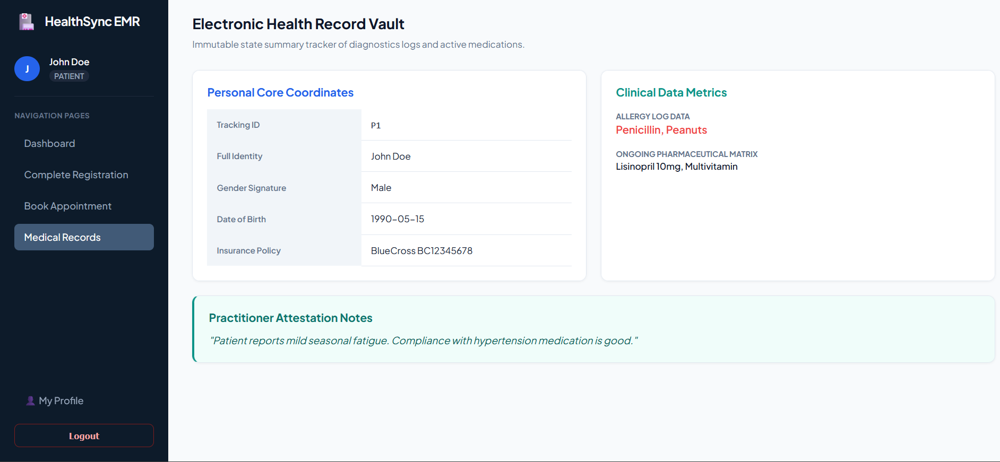 HealthSync EMR
J
John Doe
PATIENT
NAVIGATION PAGES
Dashboard
Complete Registration
Book Appointment
Medical Records
My Profile
Logout
Electronic Health Record Vault
Immutable state summary tracker of diagnostics logs and active medications.
Personal Core Coordinates
Tracking ID P1
Full Identity John Doe
Gender Signature Male
Date of Birth 1990-05-15
Insurance Policy BlueCross BC12345678
Clinical Data Metrics
ALLERGY LOG DATA
Penicillin, Peanuts
ONGOING PHARMACEUTICAL MATRIX
Lisinopril 10mg, Multivitamin
Practitioner Attestation Notes
"Patient reports mild seasonal fatigue. Compliance with hypertension medication is good."